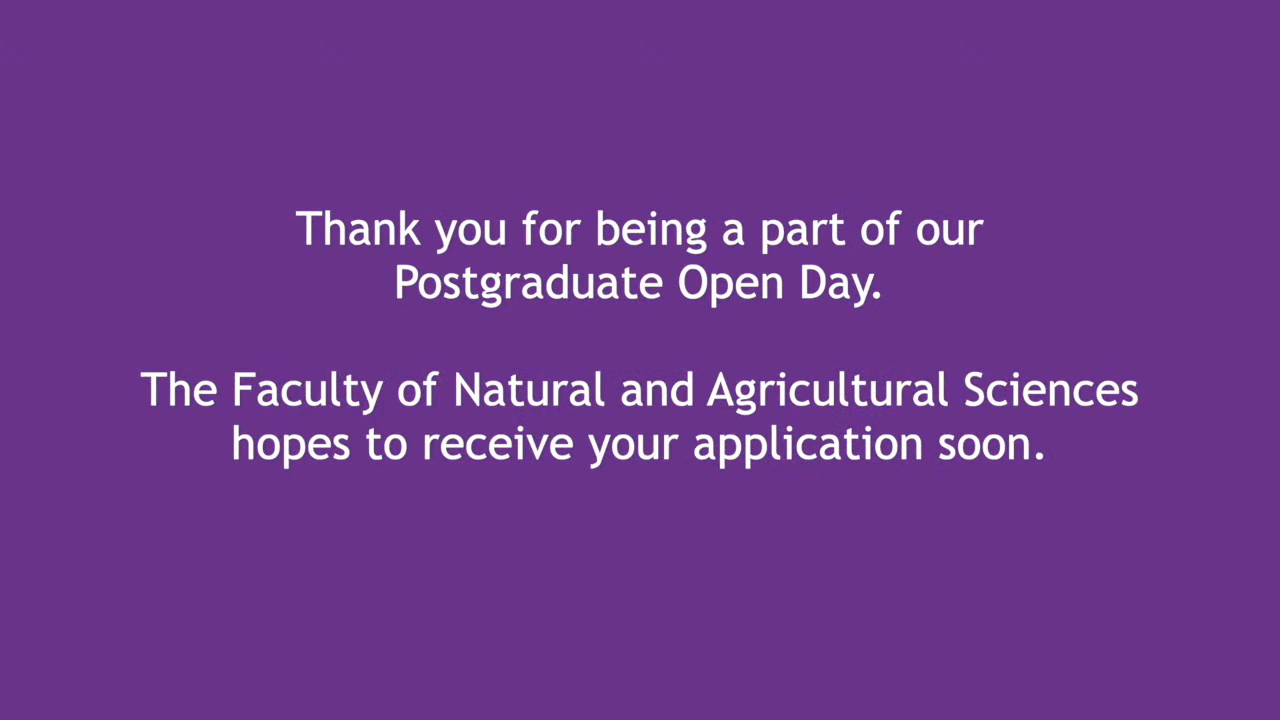 Thank you for being a part of our
Postgraduate Open Day.
The Faculty of Natural and Agricultural Sciences
hopes to receive your application soon.